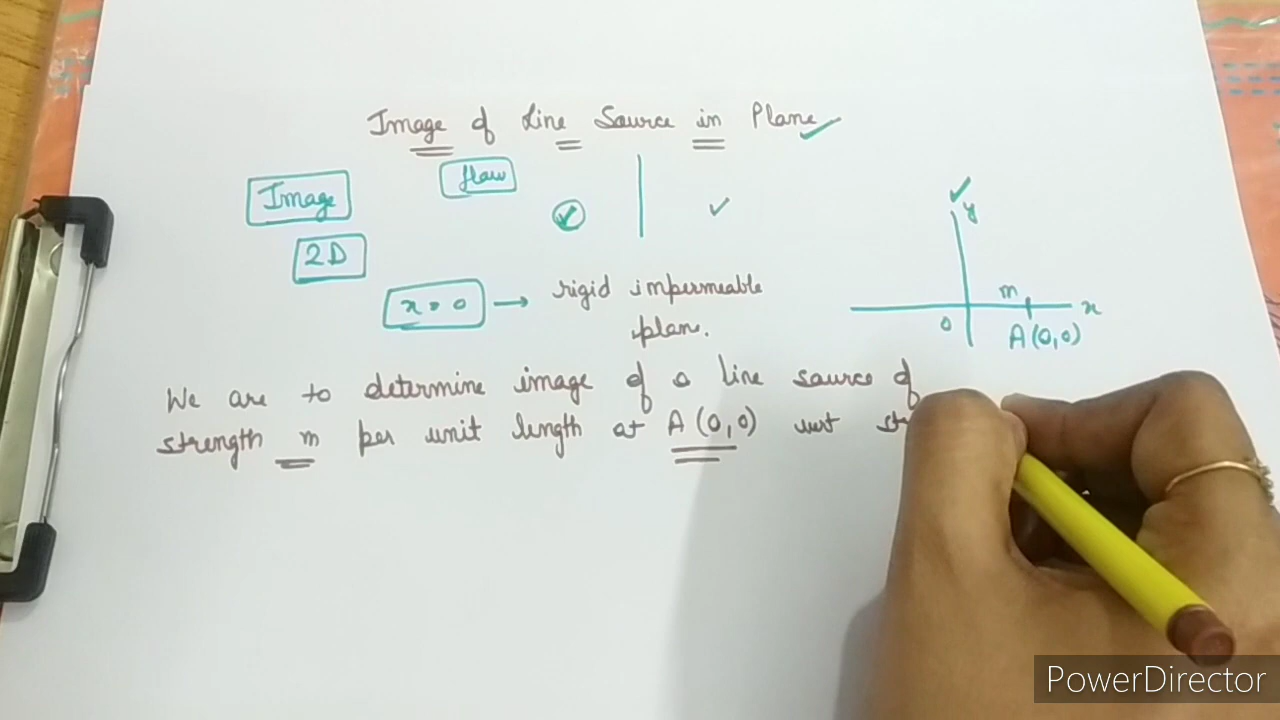 Image of Line Source in Plane
Image
flow
2D
x = 0 → rigid impermeable
plane.
y
m
x
0
A (0,0)
We are to determine image of a line source of
strength m per unit length at A (0,0) wrt
PowerDirector